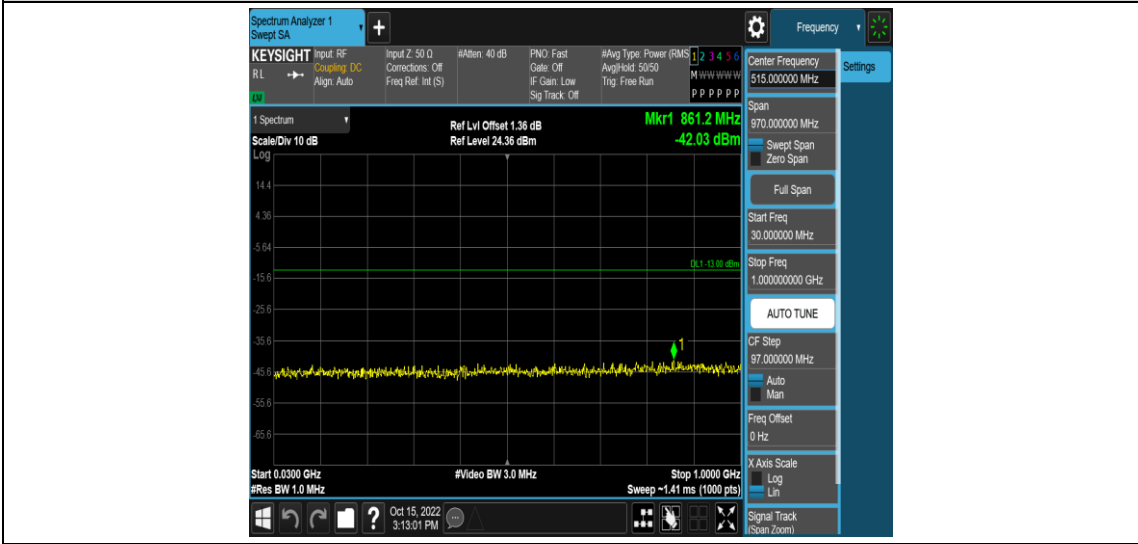 Spectrum Analyzer 1
Swept SA
+
Frequency
KEYSIGHT
RL
Input: RF
Coupling: DC
Align: Auto
Input Z: 50 Ω
Corrections: Off
Freq Ref: Int (S)
#Atten: 40 dB
PNO: Fast
Gate: Off
IF Gain: Low
Sig Track: Off
#Avg Type: Power (RMS
Avg|Hold: 50/50
Trig: Free Run
1 2 3 4 5 6
M W W W W W
P P P P P P
1 Spectrum
Scale/Div 10 dB
Log
Ref Lvl Offset 1.36 dB
Ref Level 24.36 dBm
Mkr1 861.2 MHz
-42.03 dBm
14.4
4.36
-5.64
DL1 -13.00 dBm
-15.6
-25.6
-35.6
1
-45.6
-55.6
-65.6
Start 0.0300 GHz
#Res BW 1.0 MHz
#Video BW 3.0 MHz
Stop 1.0000 GHz
Sweep ~1.41 ms (1000 pts)
?
Oct 15, 2022
3:13:01 PM
Center Frequency
515.000000 MHz
Settings
Span
970.000000 MHz
Swept Span
Zero Span
Full Span
Start Freq
30.000000 MHz
Stop Freq
1.000000000 GHz
AUTO TUNE
CF Step
97.000000 MHz
Auto
Man
Freq Offset
0 Hz
X Axis Scale
Log
Lin
Signal Track
(Span Zoom)